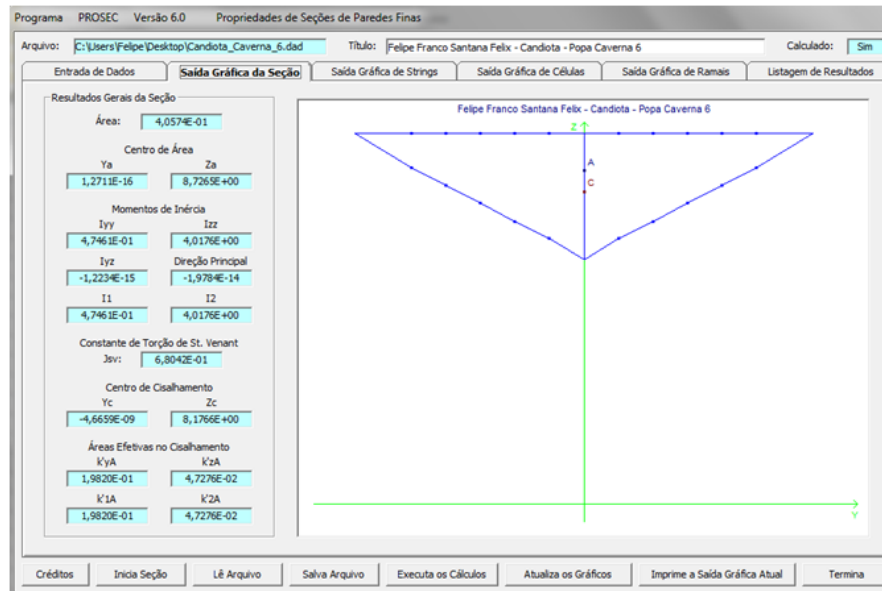 Programa PROSEC Versão 6.0 Propriedades de Seções de Paredes Finas
Arquivo: C:\Users\Felipe\Desktop\Candiota_Caverna_6.dad Título: Felipe Franco Santana Felix - Candiota - Popa Caverna 6 Calculado: Sim
Entrada de Dados Saída Gráfica da Seção Saída Gráfica de Strings Saída Gráfica de Células Saída Gráfica de Ramais Listagem de Resultados
Resultados Gerais da Seção
Área: 4,0574E-01
Centro de Área
Ya Za
1,2711E-16 8,7265E+00
Momentos de Inércia
Iyy Izz
4,7461E-01 4,0176E+00
Iyz Direção Principal
-1,2234E-15 -1,9784E-14
I1 I2
4,7461E-01 4,0176E+00
Constante de Torção de St. Venant
Jsv: 6,8042E-01
Centro de Cisalhamento
Yc Zc
-4,6659E-09 8,1766E+00
Áreas Efetivas no Cisalhamento
k'yA k'zA
1,9820E-01 4,7276E-02
k'1A k'2A
1,9820E-01 4,7276E-02
Felipe Franco Santana Felix - Candiota - Popa Caverna 6
Z
A
C
Y
Créditos Inicia Seção Lê Arquivo Salva Arquivo Executa os Cálculos Atualiza os Gráficos Imprime a Saída Gráfica Atual Termina